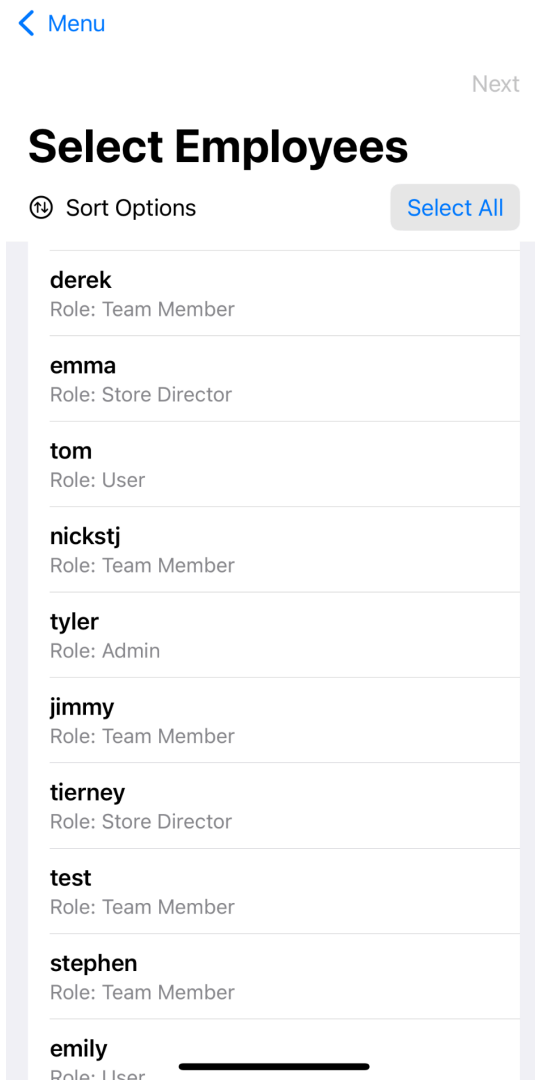 Menu
Next
Select Employees
Sort Options
Select All
derek
Role: Team Member
emma
Role: Store Director
tom
Role: User
nickstj
Role: Team Member
tyler
Role: Admin
jimmy
Role: Team Member
tierney
Role: Store Director
test
Role: Team Member
stephen
Role: Team Member
emily
Role: User